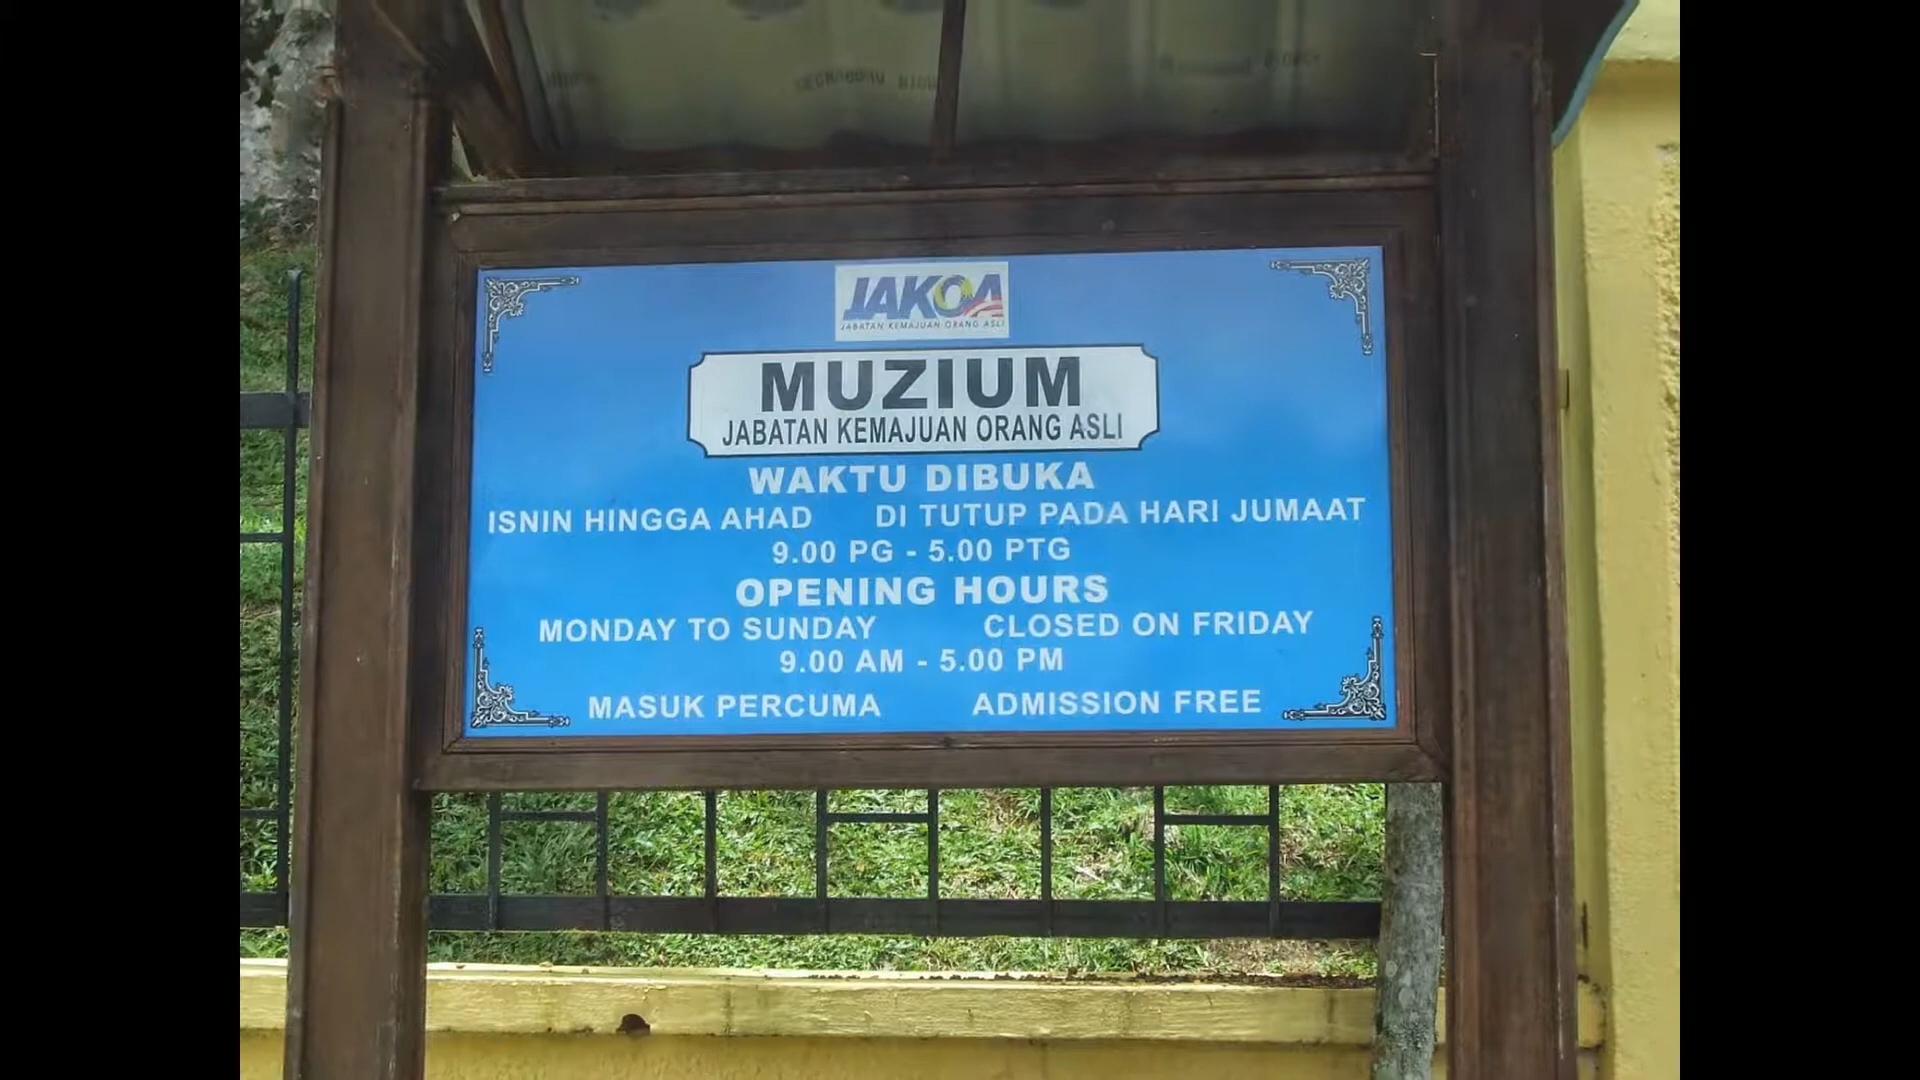 JAKOA
JABATAN KEMAJUAN ORANG ASLI
MUZIUM
JABATAN KEMAJUAN ORANG ASLI
WAKTU DIBUKA
ISNIN HINGGA AHAD DI TUTUP PADA HARI JUMAAT
9.00 PG - 5.00 PTG
OPENING HOURS
MONDAY TO SUNDAY CLOSED ON FRIDAY
9.00 AM - 5.00 PM
MASUK PERCUMA ADMISSION FREE